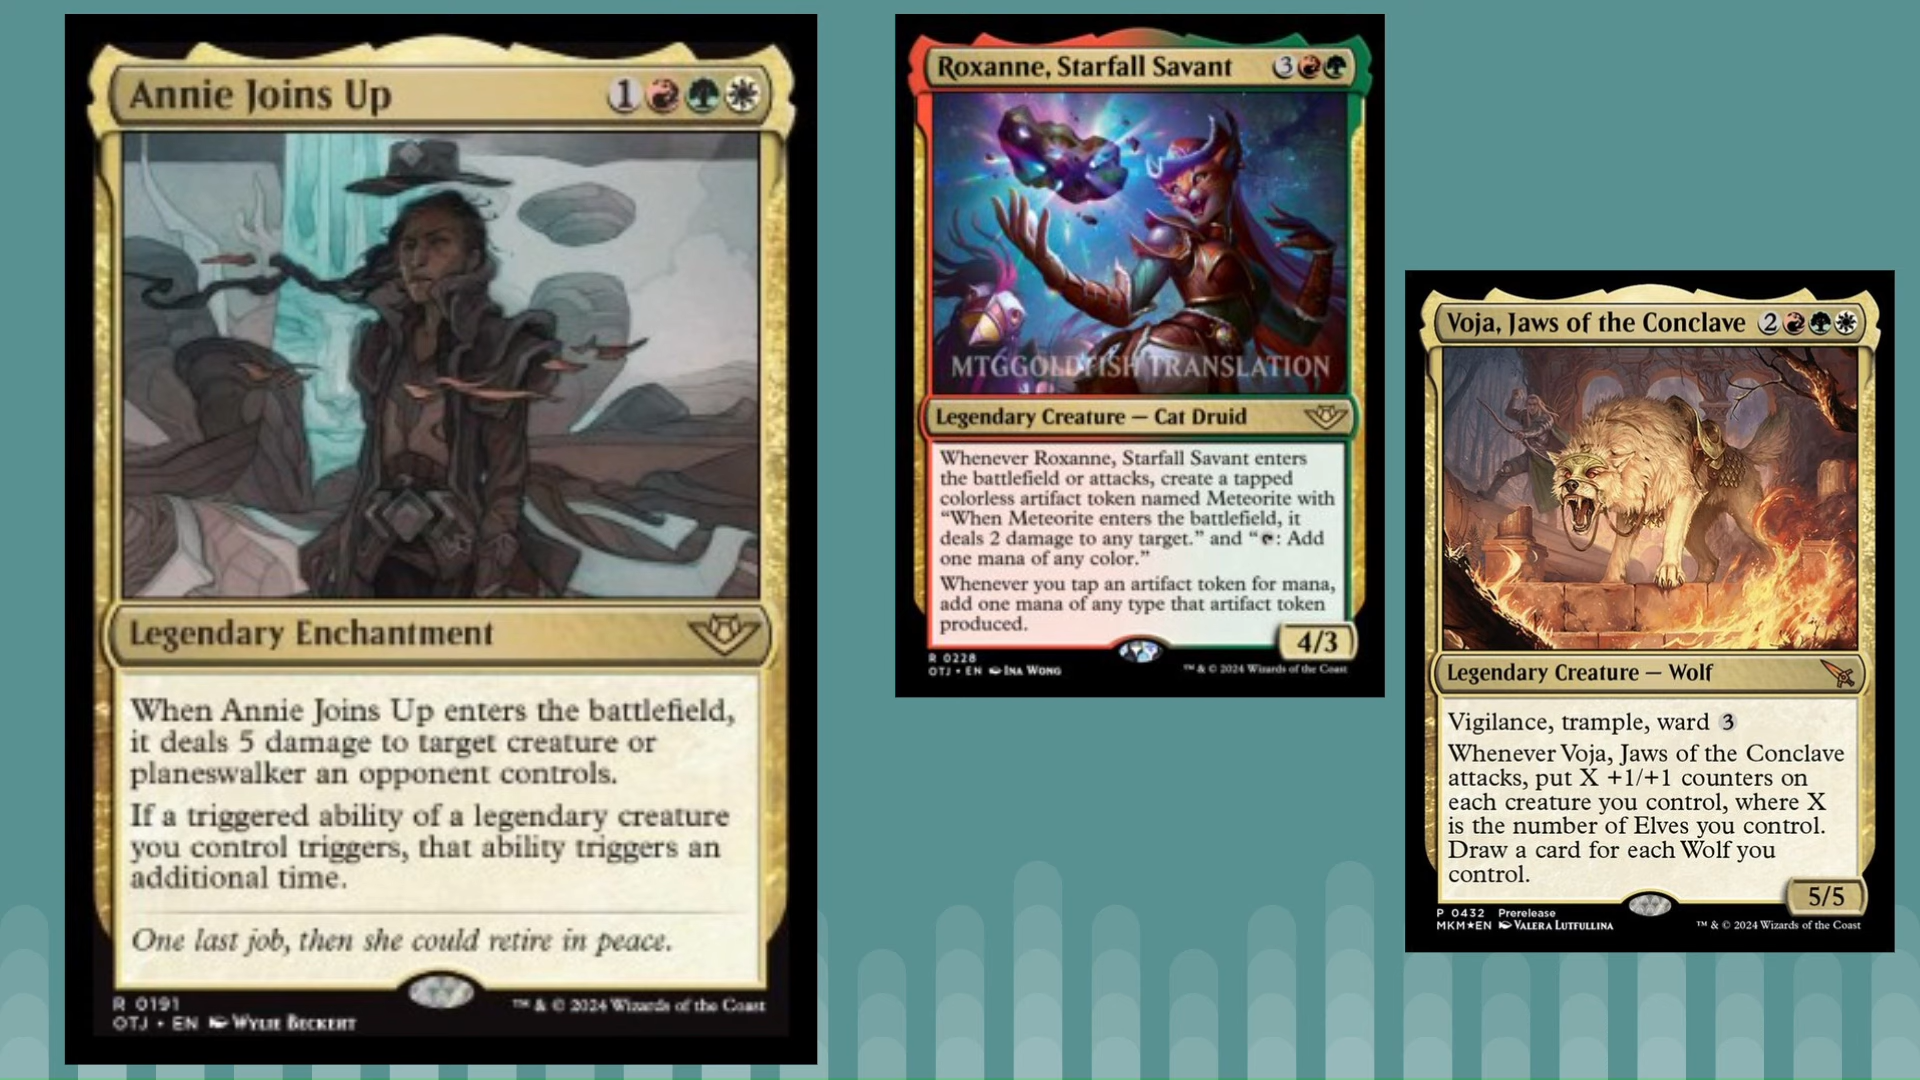 Annie Joins Up 1
Legendary Enchantment
When Annie Joins Up enters the battlefield,
it deals 5 damage to target creature or
planeswalker an opponent controls.
If a triggered ability of a legendary creature
you control triggers, that ability triggers an
additional time.
One last job, then she could retire in peace.
R 0191
OTJ • EN Wylie Beckert
™ & © 2024 Wizards of the Coast
Roxanne, Starfall Savant 3
MTGGOLDFISH TRANSLATION
Legendary Creature — Cat Druid
Whenever Roxanne, Starfall Savant enters
the battlefield or attacks, create a tapped
colorless artifact token named Meteorite with
“When Meteorite enters the battlefield, it
deals 2 damage to any target.” and “: Add
one mana of any color.”
Whenever you tap an artifact token for mana,
add one mana of any type that artifact token
produced.
4/3
R 0228
OTJ • EN Ina Wong
™ & © 2024 Wizards of the Coast
Voja, Jaws of the Conclave 2
Legendary Creature — Wolf
Vigilance, trample, ward 3
Whenever Voja, Jaws of the Conclave
attacks, put X +1/+1 counters on
each creature you control, where X
is the number of Elves you control.
Draw a card for each Wolf you
control.
5/5
P 0432 Prerelease
MKM★EN Valera Lutfullina
™ & © 2024 Wizards of the Coast